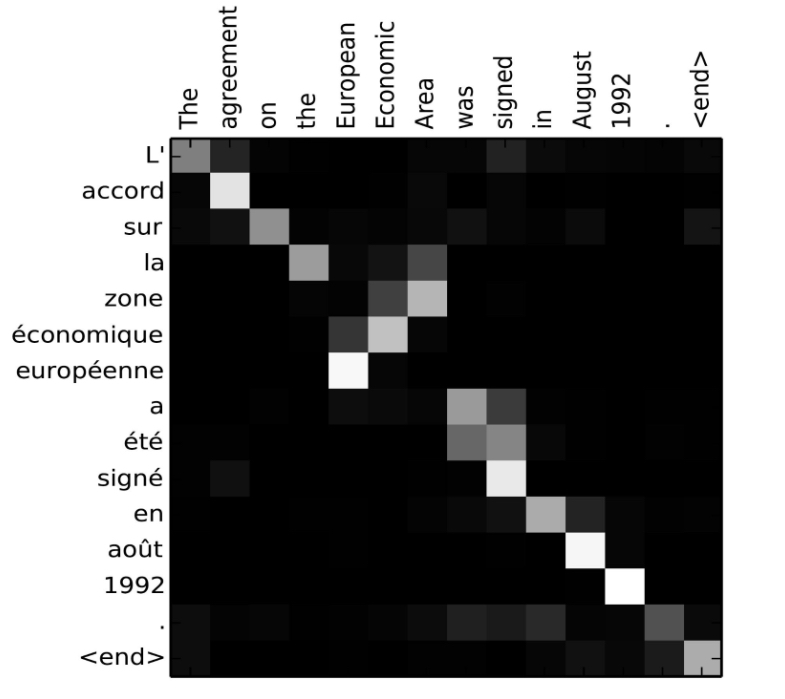 The agreement on the European Economic Area was signed in August 1992 . <end>
L'
accord
sur
la
zone
économique
européenne
a
été
signé
en
août
1992
.
<end>